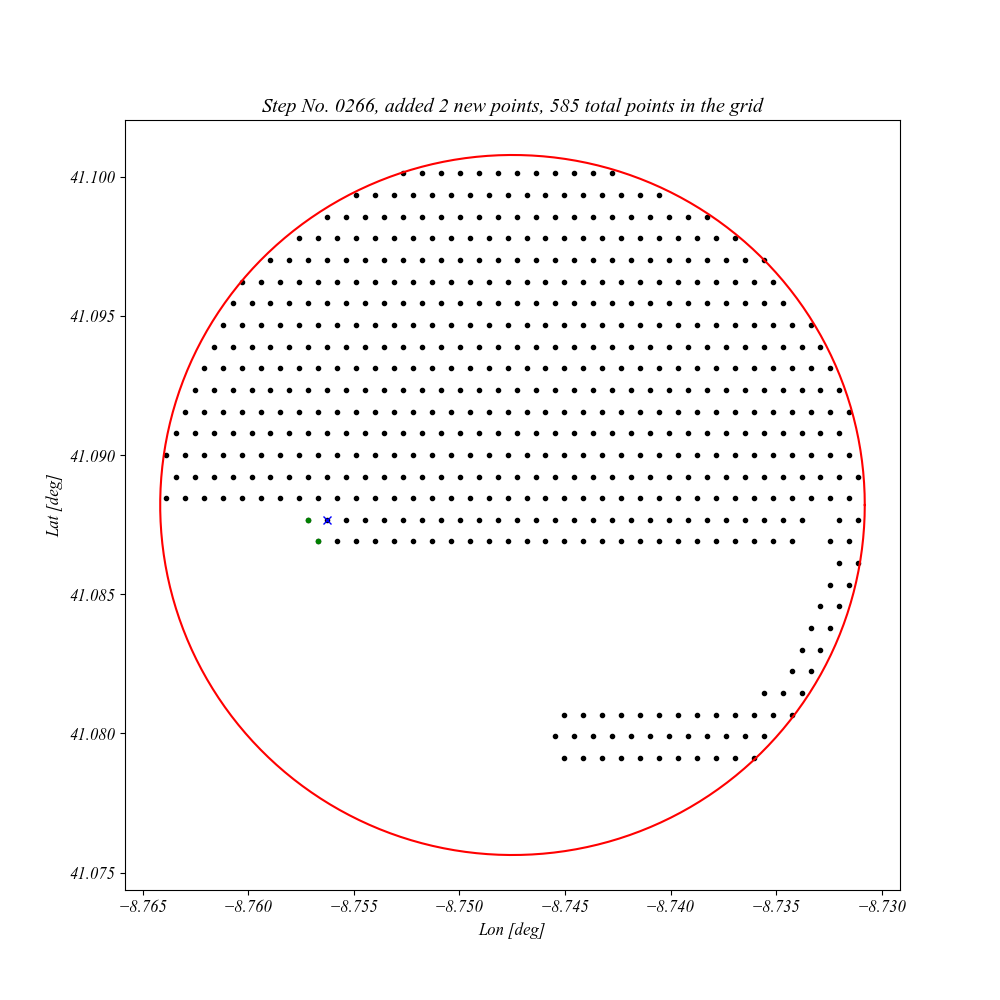 Step No. 0266, added 2 new points, 585 total points in the grid
41.100
41.095
41.090
41.085
41.080
41.075
Lat [deg]
−8.765 −8.760 −8.755 −8.750 −8.745 −8.740 −8.735 −8.730
Lon [deg]